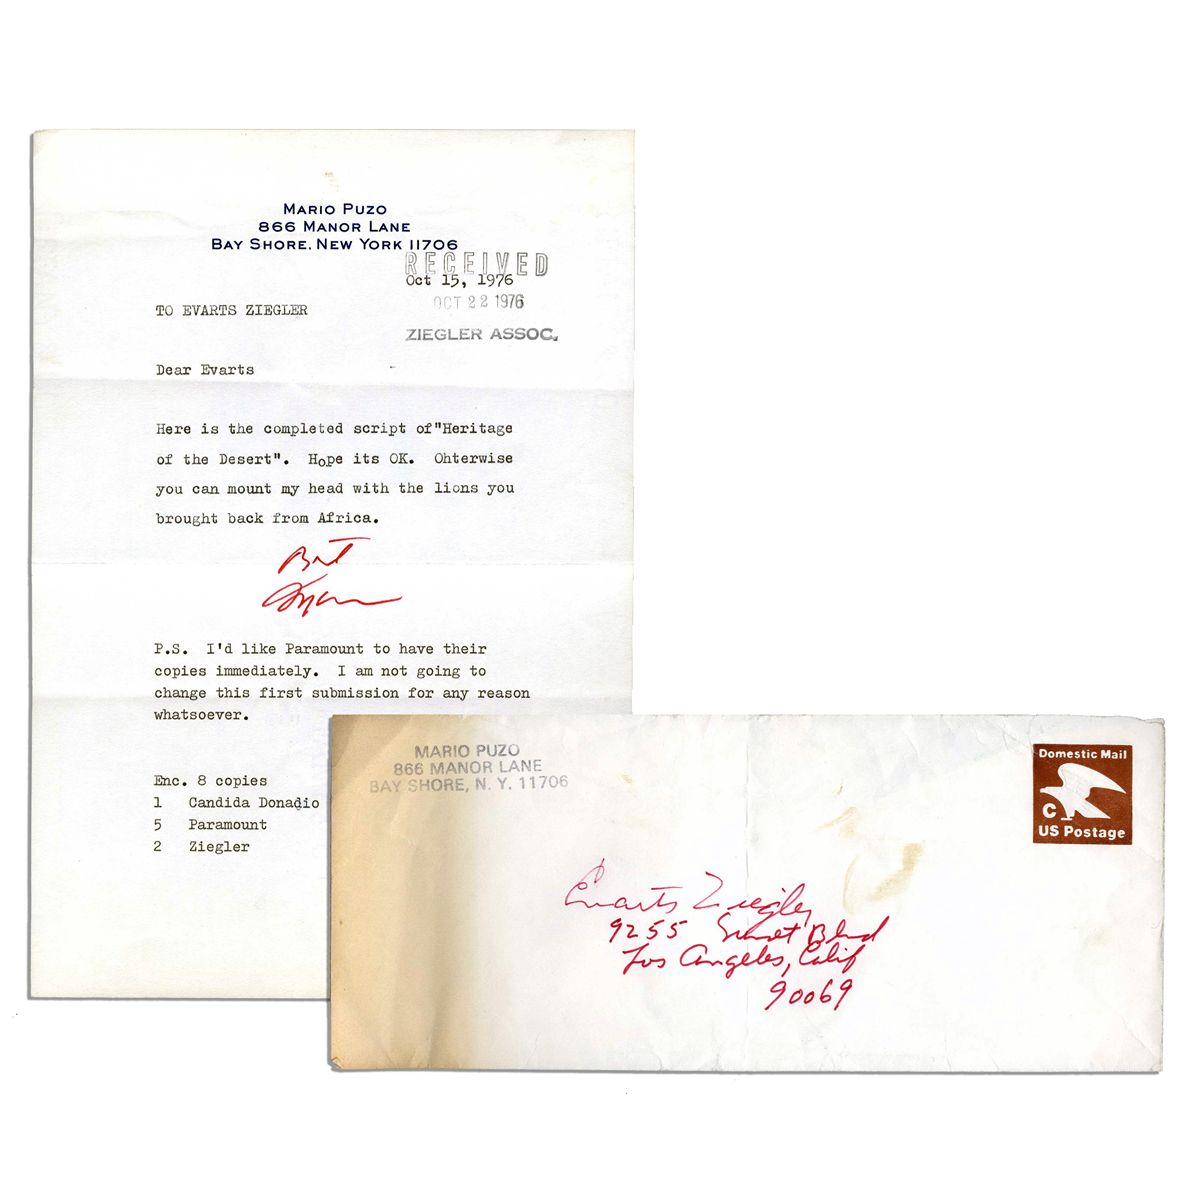 MARIO PUZO
866 MANOR LANE
BAY SHORE, NEW YORK 11706
RECEIVED
Oct 15, 1976
OCT 22 1976
ZIEGLER ASSOC.
TO EVARTS ZIEGLER
Dear Evarts
Here is the completed script of"Heritage
of the Desert". Hope its OK. Ohterwise
you can mount my head with the lions you
brought back from Africa.
Best
P.S. I'd like Paramount to have their
copies immediately. I am not going to
change this first submission for any reason
whatsoever.
Enc. 8 copies
1 Candida Donadio
5 Paramount
2 Ziegler
MARIO PUZO
866 MANOR LANE
BAY SHORE, N. Y. 11706
Domestic Mail
C
US Postage
Evarts Ziegler
9255 Sunset Blvd
Los Angeles, Calif
90069